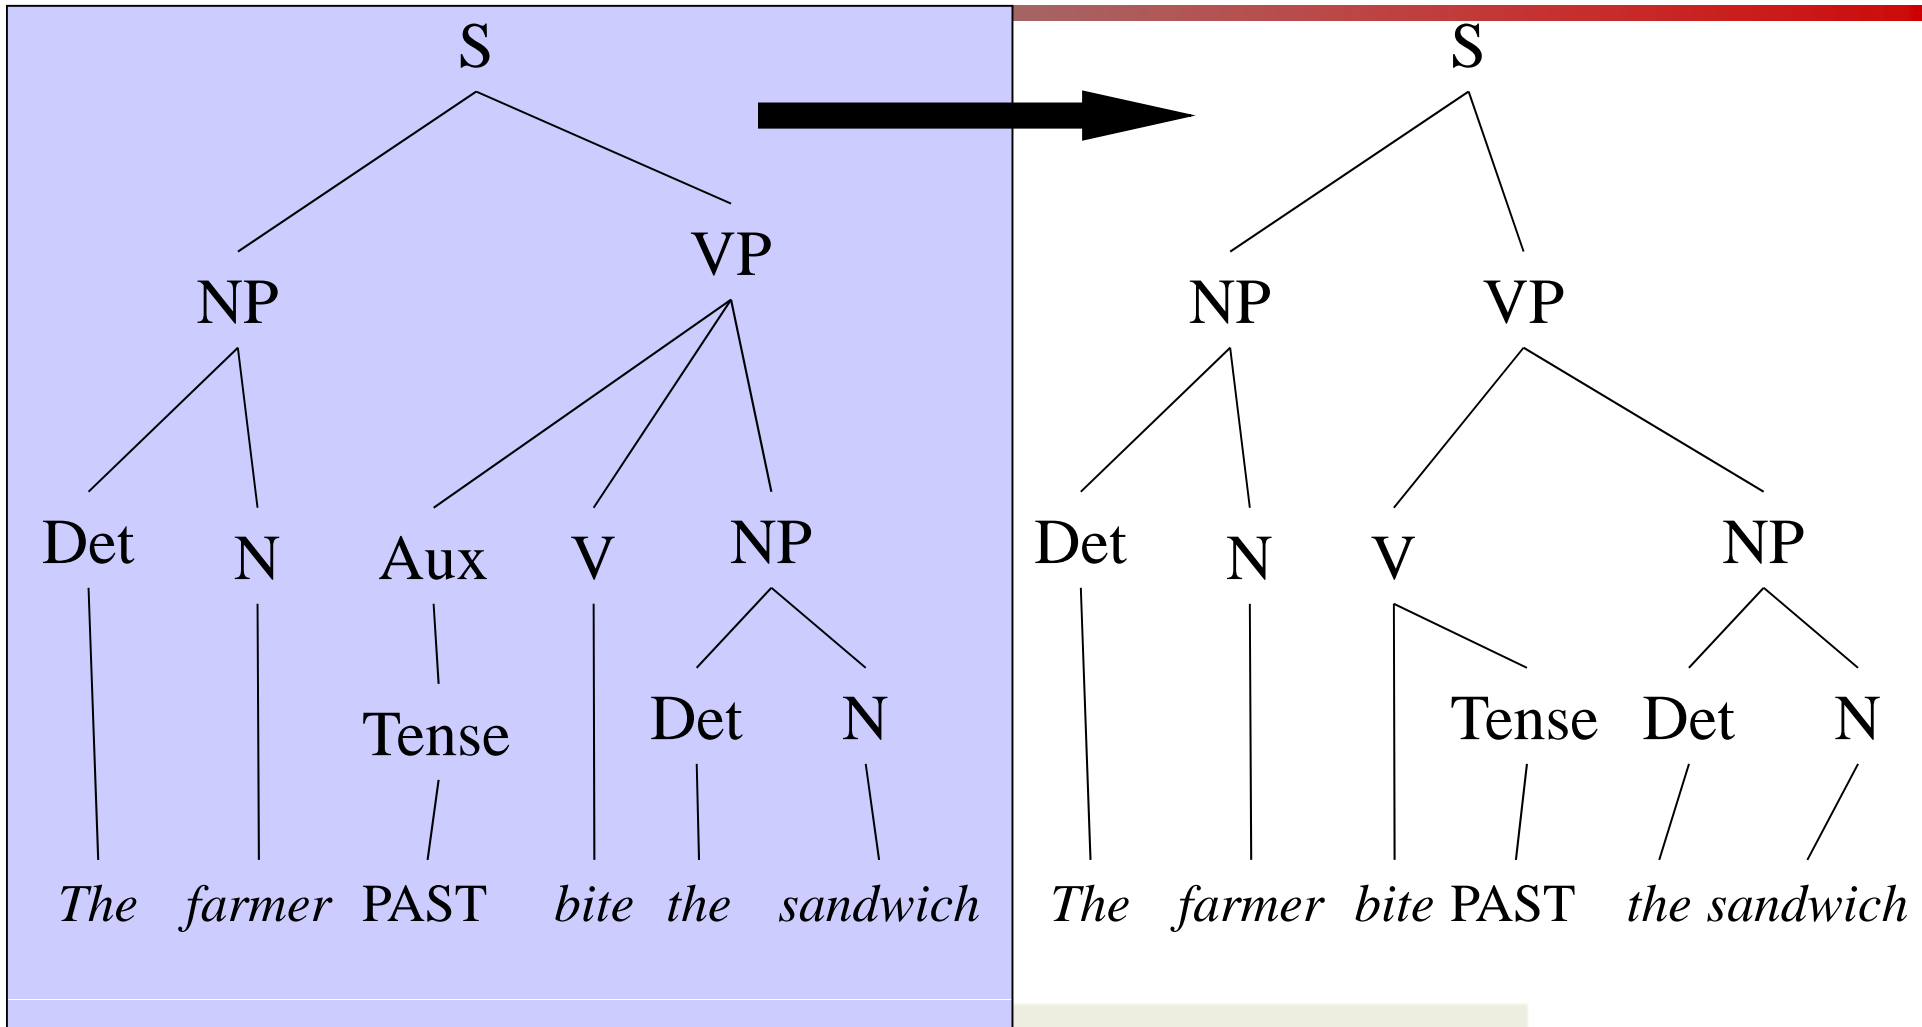 S
VP
NP
Det N Aux V NP
Tense Det N
The farmer PAST bite the sandwich
S
NP VP
Det N V NP
Tense Det N
The farmer bite PAST the sandwich